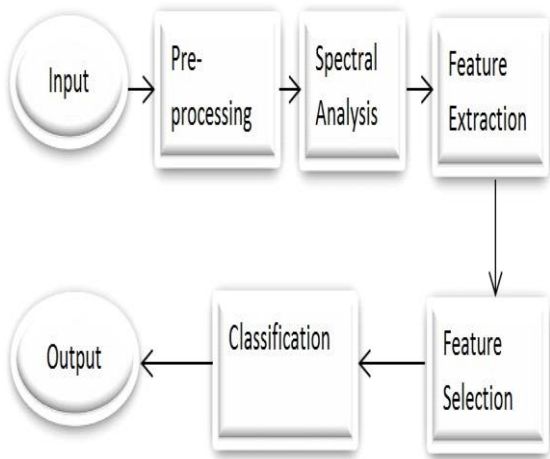 Input
Pre-
processing
Spectral
Analysis
Feature
Extraction
Feature
Selection
Classification
Output